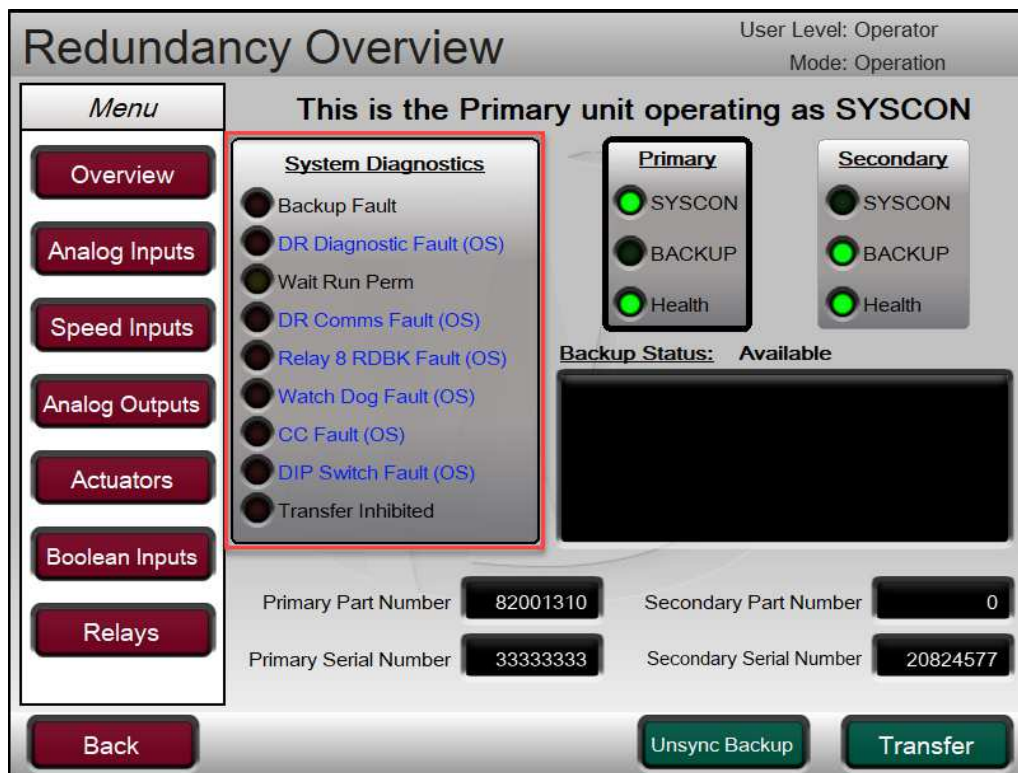 Redundancy Overview
User Level: Operator
Mode: Operation
Menu
Overview
Analog Inputs
Speed Inputs
Analog Outputs
Actuators
Boolean Inputs
Relays
This is the Primary unit operating as SYSCON
System Diagnostics
Backup Fault
DR Diagnostic Fault (OS)
Wait Run Perm
DR Comms Fault (OS)
Relay 8 RDBK Fault (OS)
Watch Dog Fault (OS)
CC Fault (OS)
DIP Switch Fault (OS)
Transfer Inhibited
Primary
SYSCON
BACKUP
Health
Secondary
SYSCON
BACKUP
Health
Backup Status: Available
Primary Part Number 82001310
Secondary Part Number 0
Primary Serial Number 33333333
Secondary Serial Number 20824577
Back
Unsync Backup
Transfer